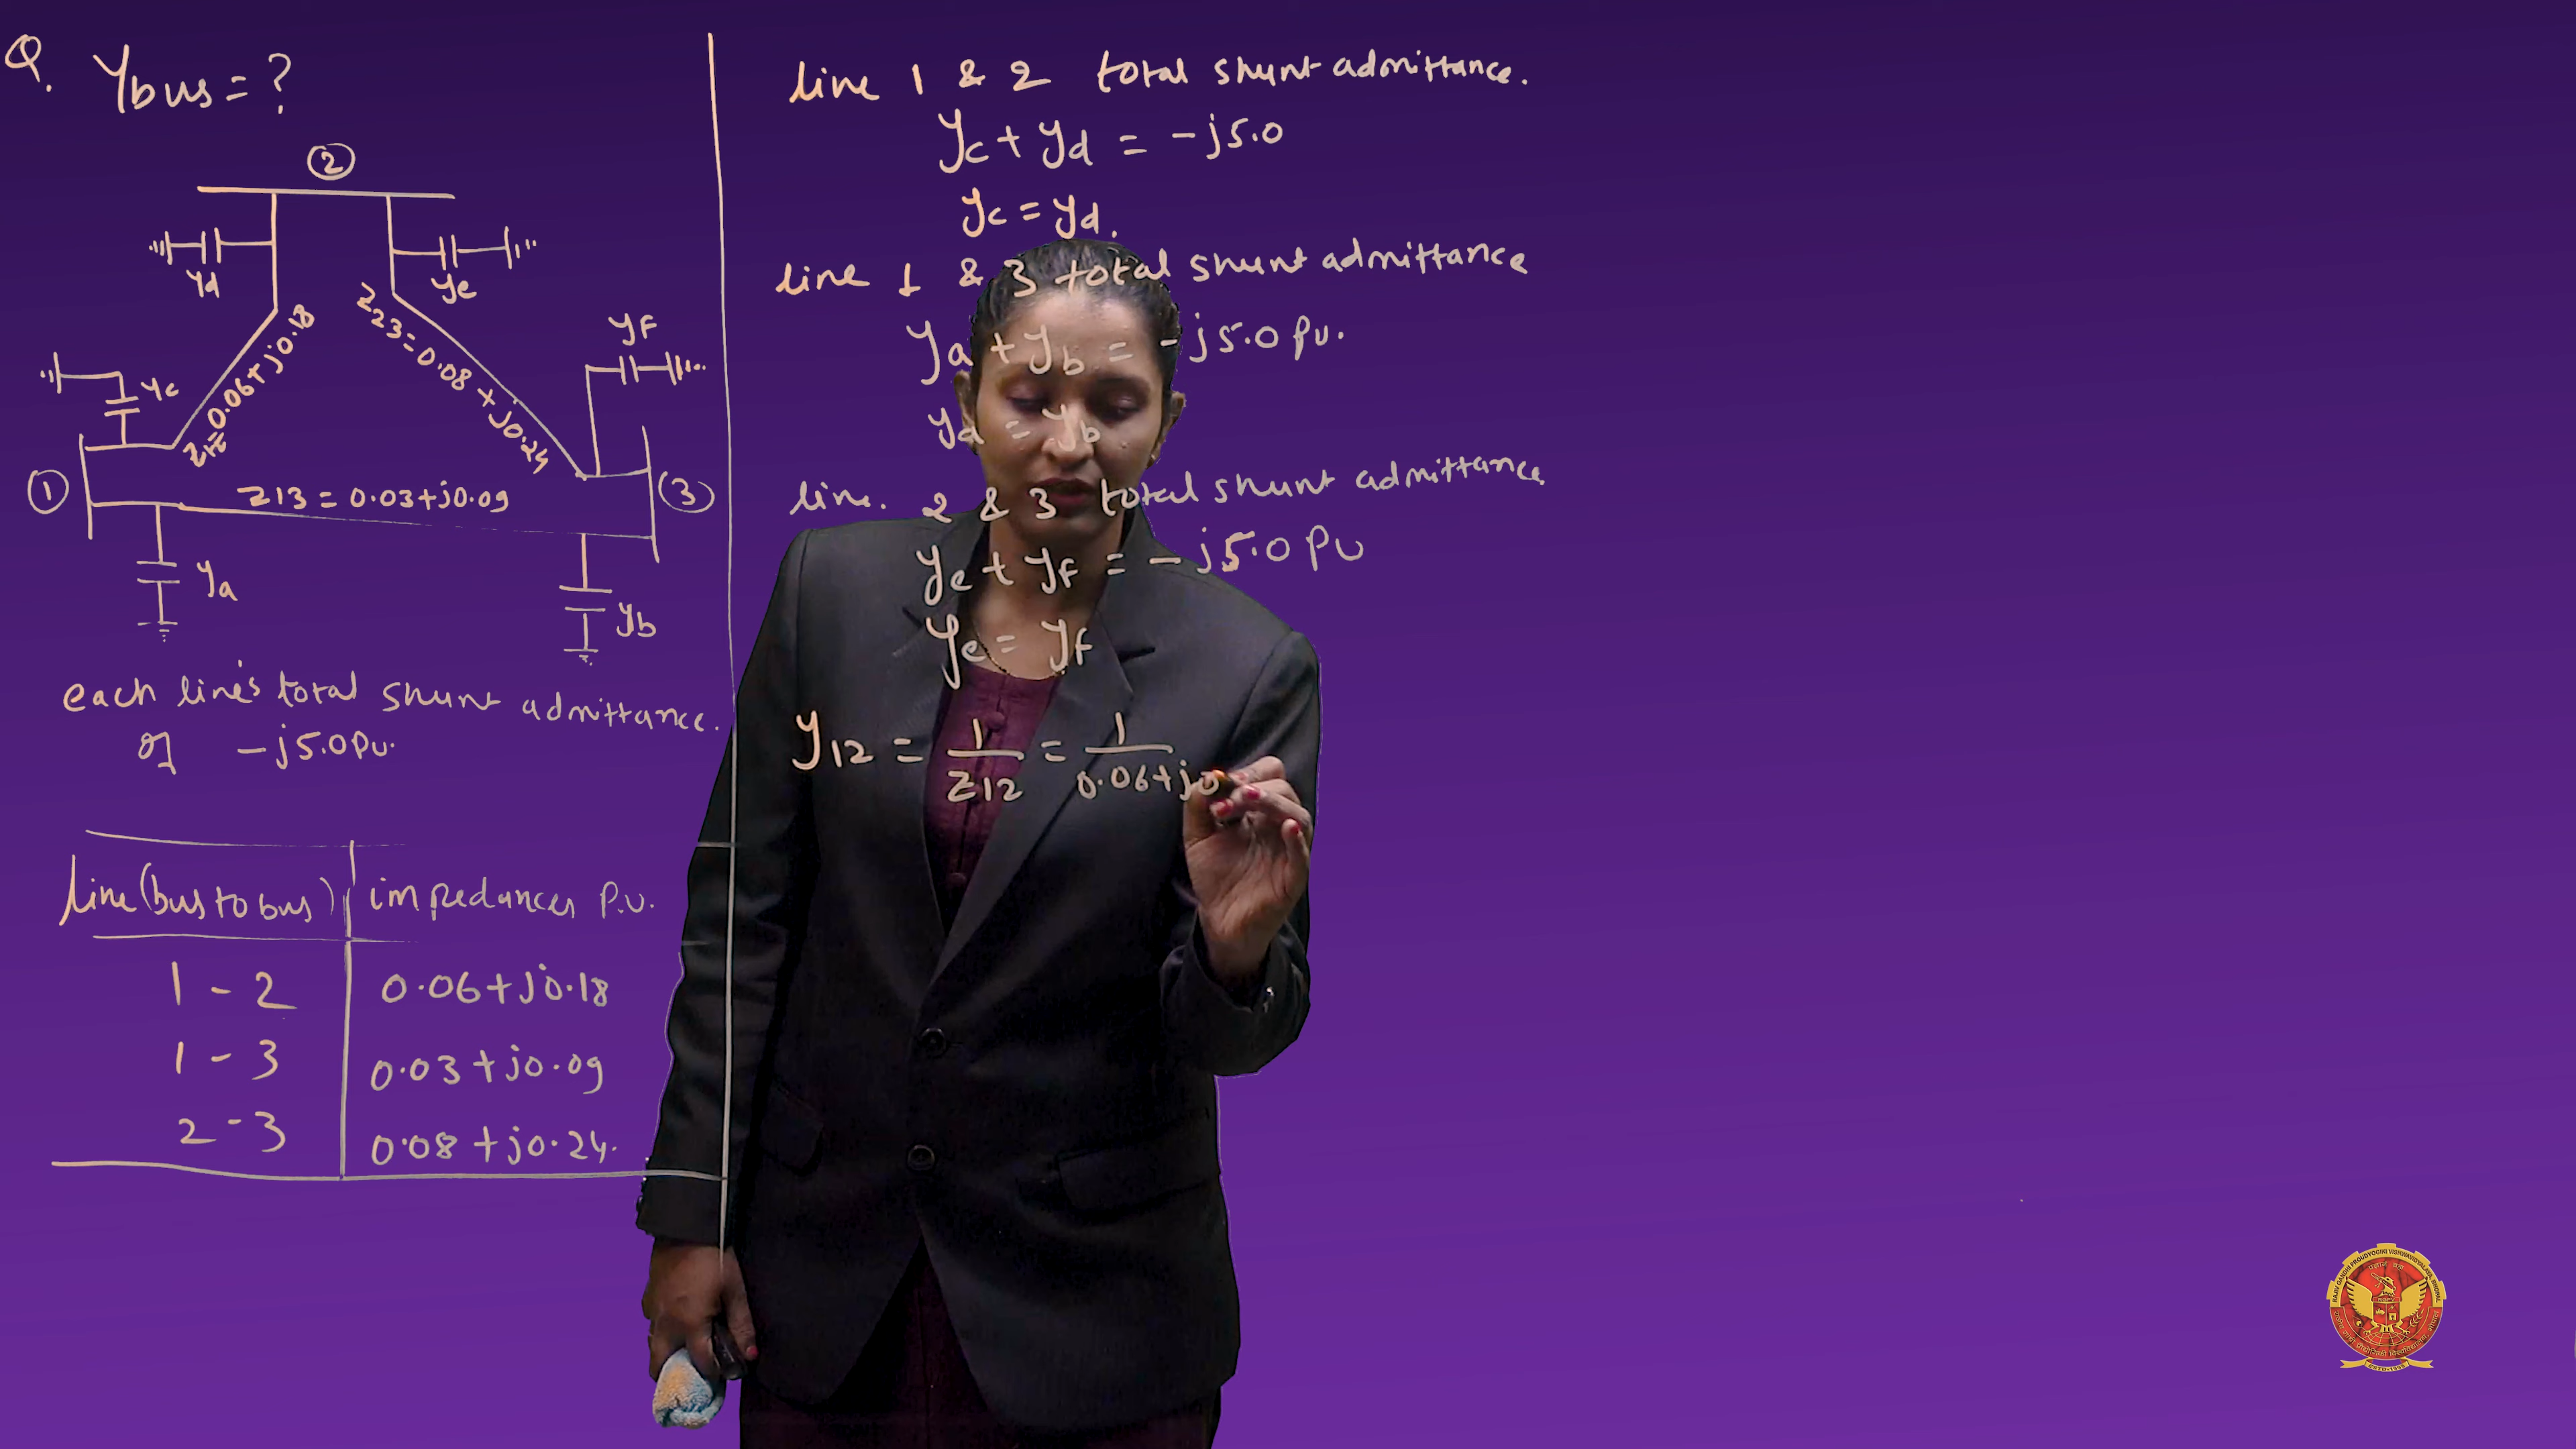 Q. Ybus = ?
2
yd
ye
Z12 = 0.06 + j0.18
Z23 = 0.08 + j0.24
yf
yc
1
Z13 = 0.03+j0.09
3
ya
yb
each line's total shunt admittance.
of -j5.0pu.
line (bus to bus) impedances p.u.
1 - 2 0.06+j0.18
1 - 3 0.03+j0.09
2 - 3 0.08+j0.24.
line 1 & 2 total shunt admittance.
yc + yd = -j5.0
yc = yd.
line 1 & 3 total shunt admittance
ya + yb = -j5.0 pu.
ya = yb
line. 2 & 3 total shunt admittance
ye + yf = -j5.0 pu
ye = yf
y12 = 1/Z12 = 1/0.06+j0